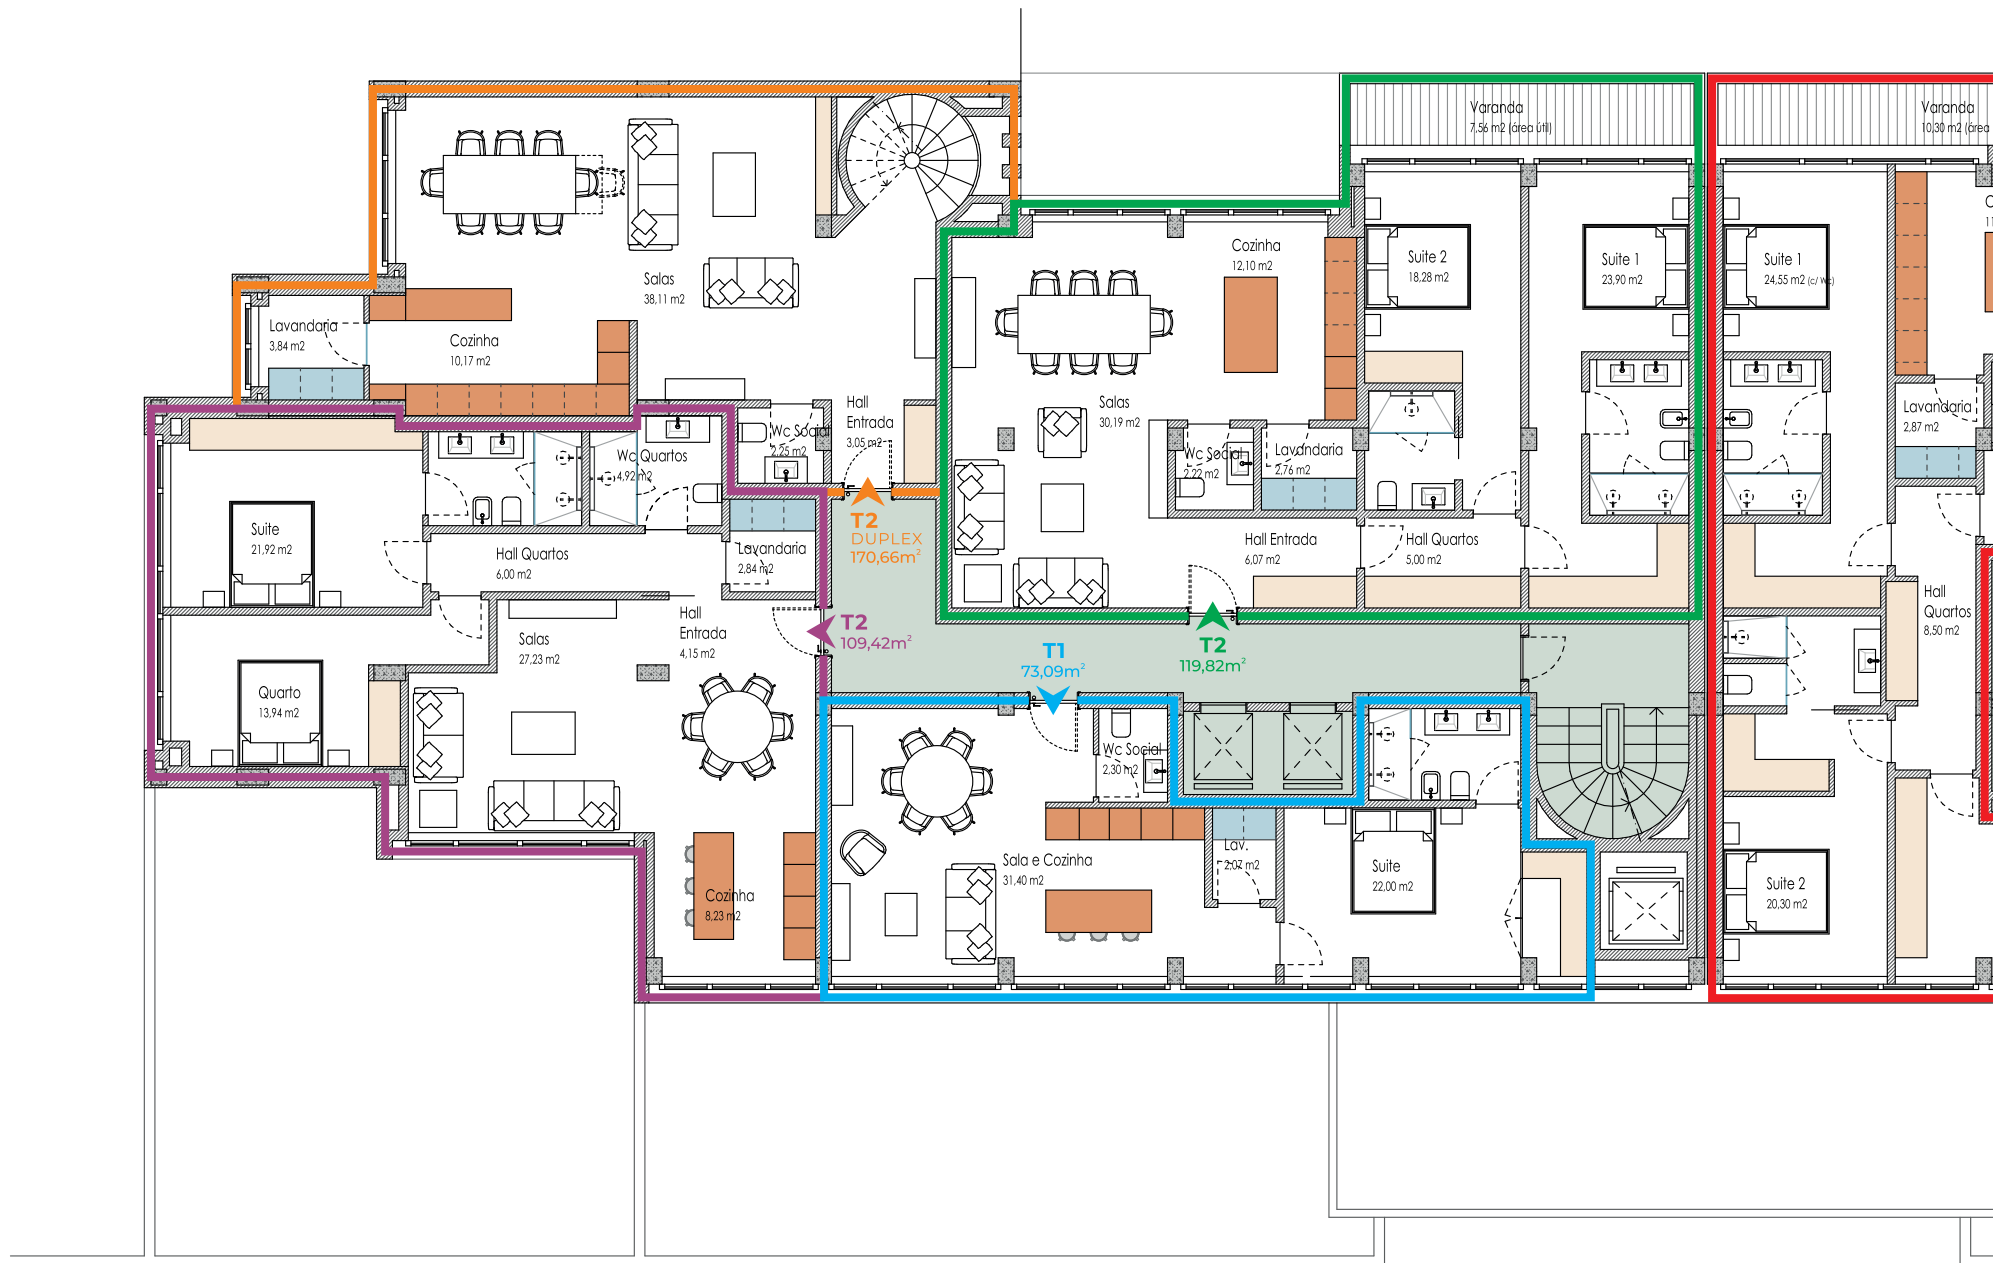 Varanda
7,56 m2 (área útil)
Varanda
10,30 m2 (área
Salas
38,11 m2
Lavandaria
3,84 m2
Cozinha
10,17 m2
Hall
Entrada
3,05 m2
Wc Social
2,25 m2
Cozinha
12,10 m2
Suite 2
18,28 m2
Suite 1
23,90 m2
Suite 1
24,55 m2 (c/ Wc)
Salas
30,19 m2
Wc Social
2,22 m2
Lavandaria
2,76 m2
Lavandaria
2,87 m2
Wc Quartos
4,92 m2
Suite
21,92 m2
Hall Quartos
6,00 m2
Lavandaria
2,84 m2
T2
DUPLEX
170,66m²
Hall Entrada
6,07 m2
Hall Quartos
5,00 m2
Hall
Quartos
8,50 m2
Salas
27,23 m2
Hall
Entrada
4,15 m2
T2
109,42m²
T1
73,09m²
T2
119,82m²
Quarto
13,94 m2
Wc Social
2,30 m2
Sala e Cozinha
31,40 m2
Lav.
2,07 m2
Suite
22,00 m2
Cozinha
8,23 m2
Suite 2
20,30 m2